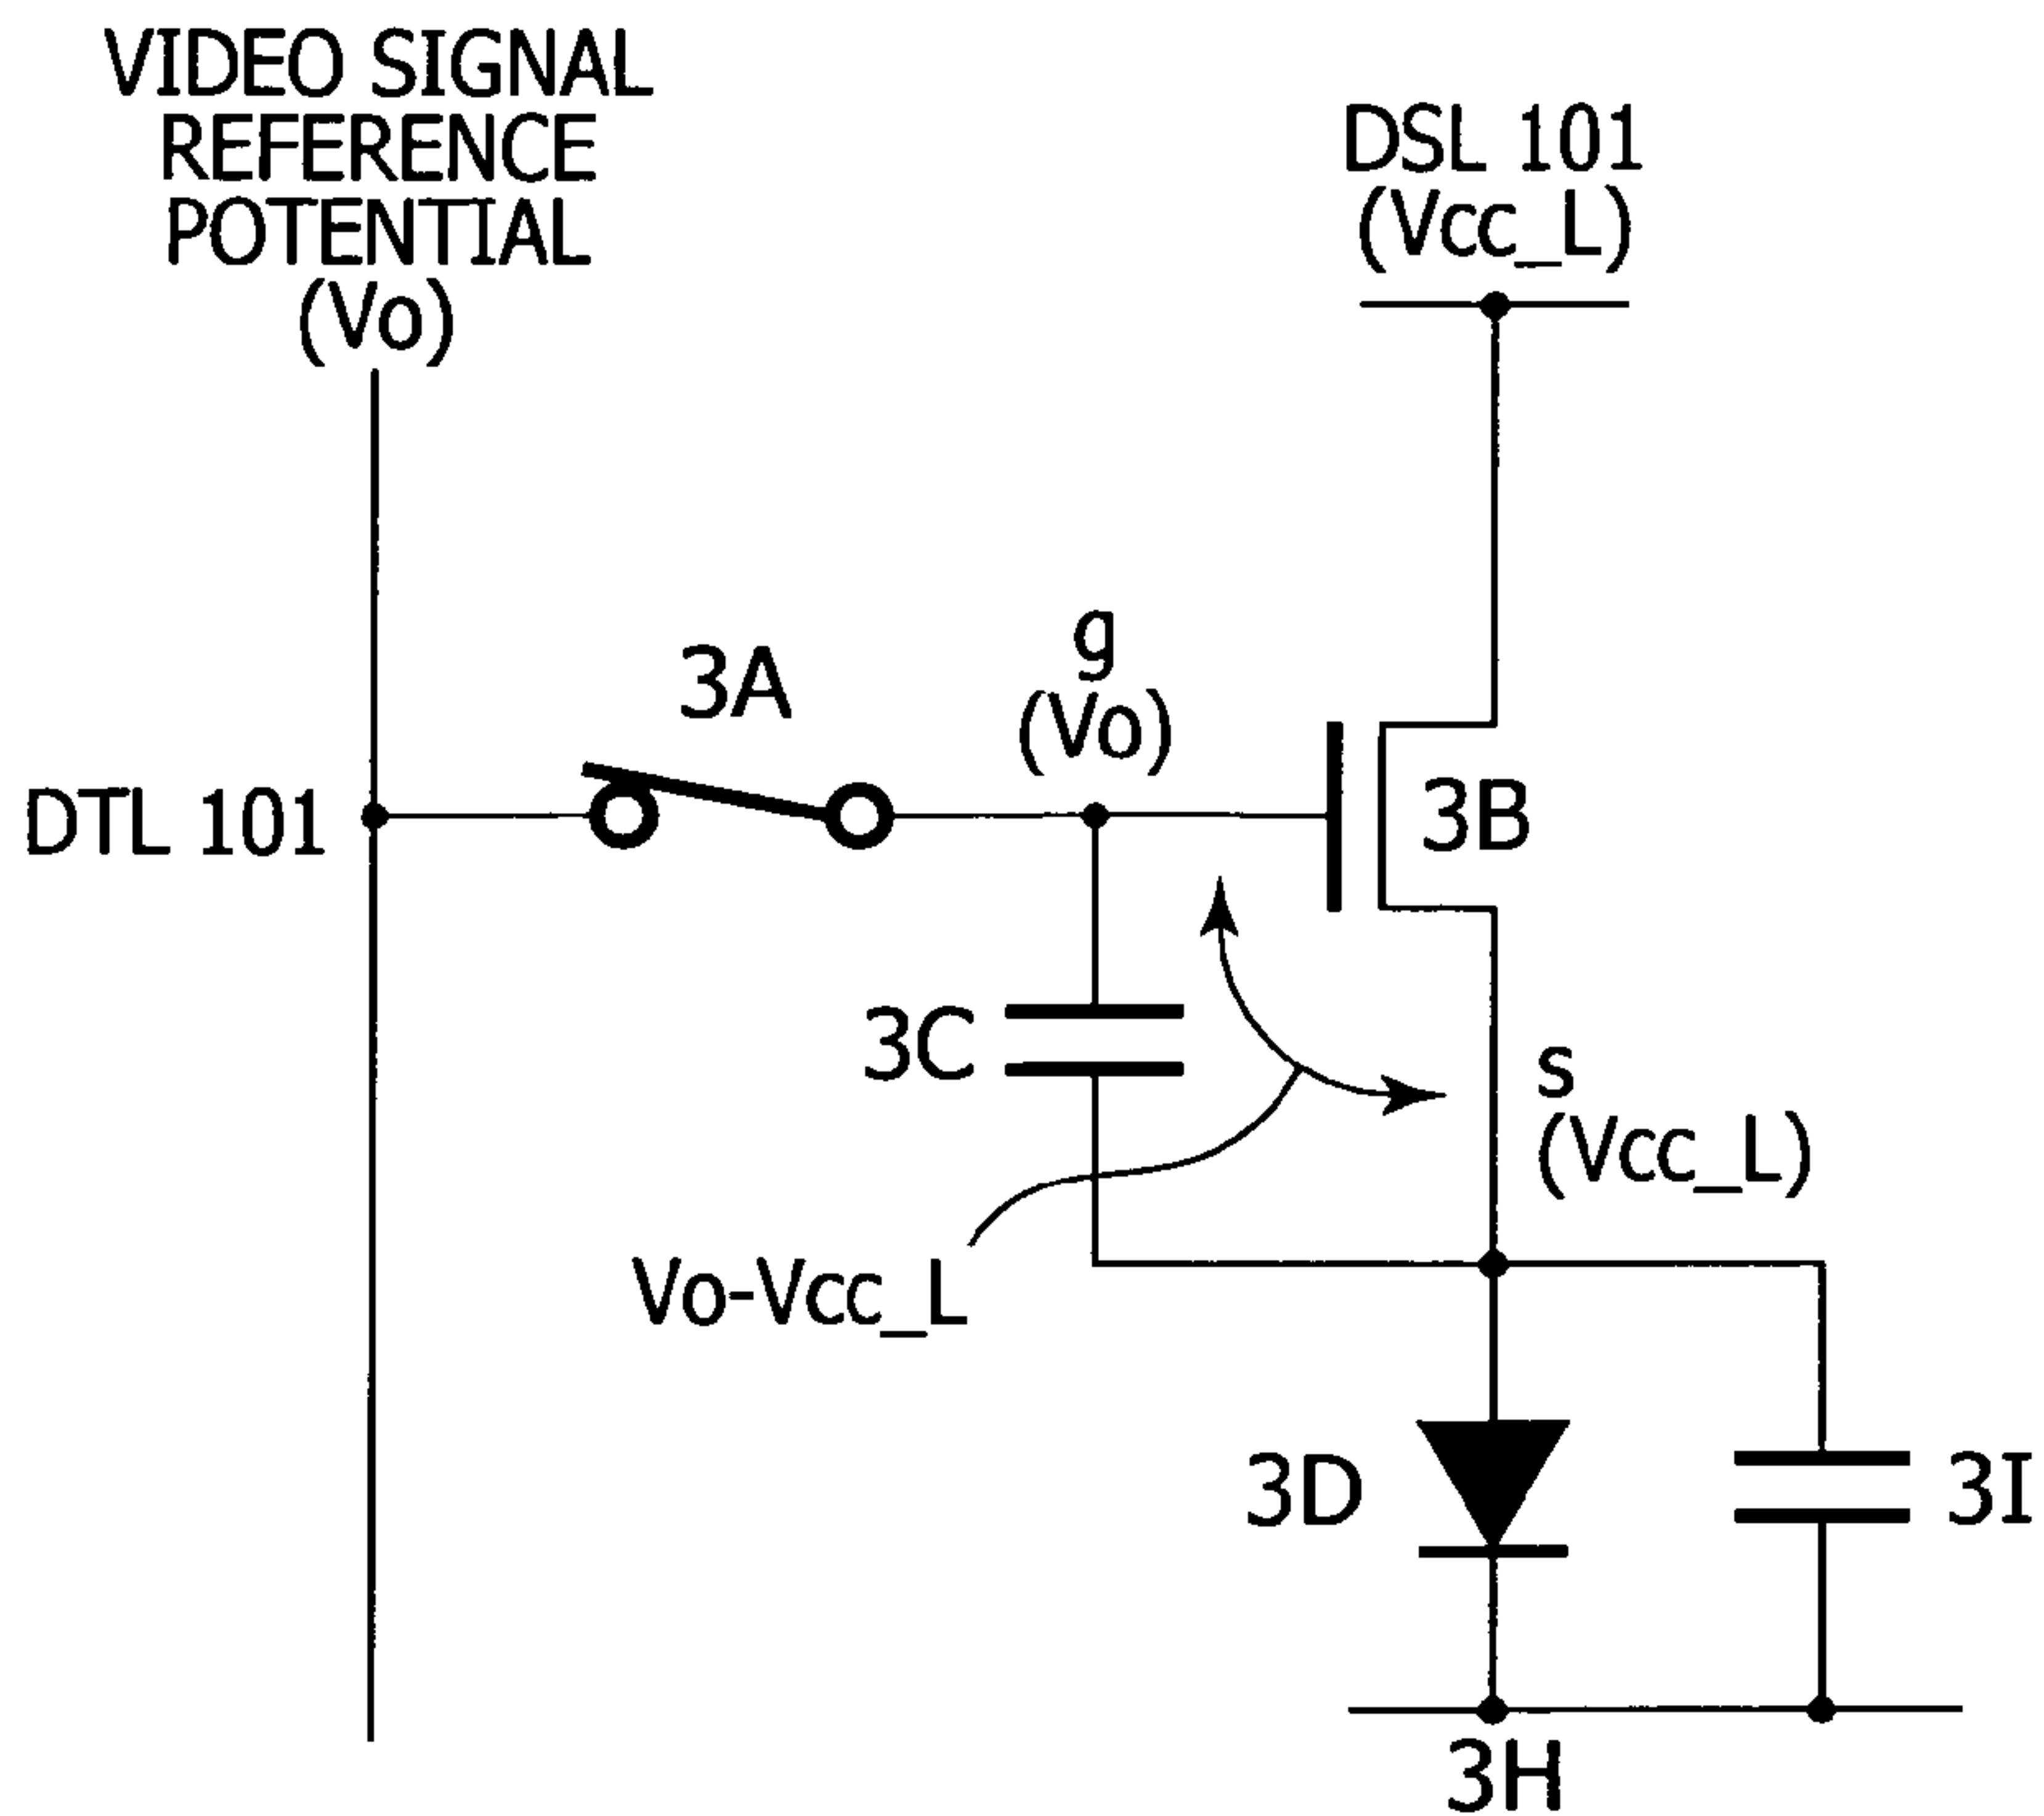 VIDEO SIGNAL
REFERENCE
POTENTIAL
(Vo)
DSL 101
(Vcc_L)
g
(Vo)
3A
DTL 101
3B
3C
s
(Vcc_L)
Vo-Vcc_L
3D
3I
3H